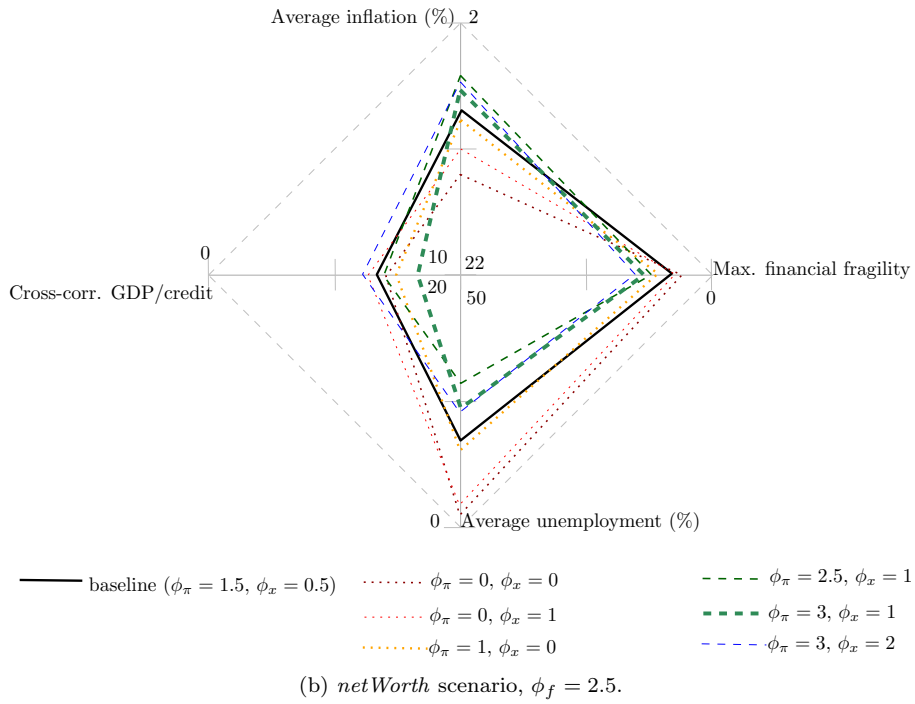 Average inflation (%) 2
0
10 22
Max. financial fragility
Cross-corr. GDP/credit
20 50
0
0
Average unemployment (%)
baseline (ϕπ = 1.5, ϕx = 0.5)
ϕπ = 0, ϕx = 0
ϕπ = 0, ϕx = 1
ϕπ = 1, ϕx = 0
ϕπ = 2.5, ϕx = 1
ϕπ = 3, ϕx = 1
ϕπ = 3, ϕx = 2
(b) netWorth scenario, ϕf = 2.5.